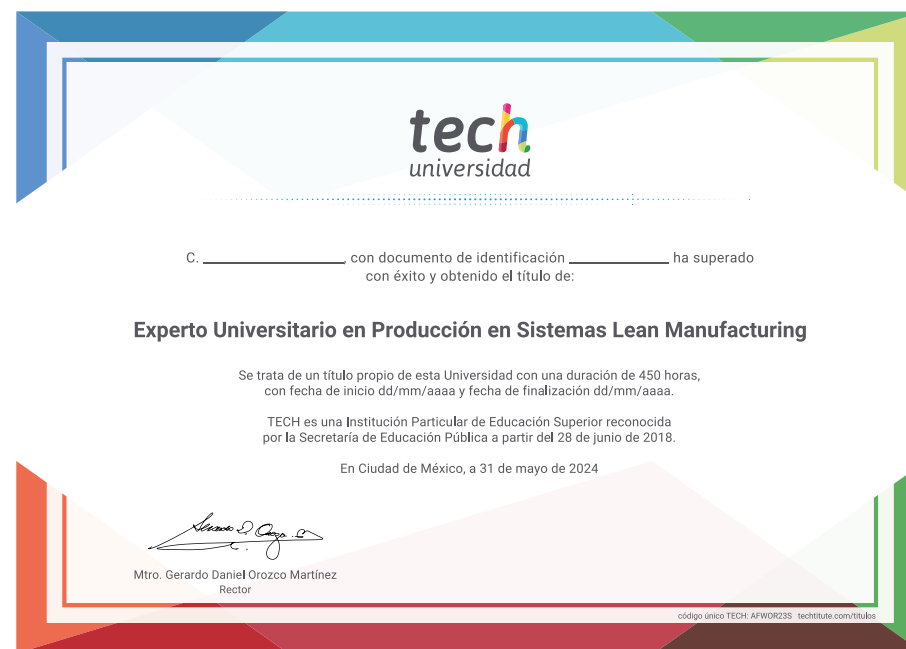 tech
universidad
C. ____________, con documento de identificación ____________ ha superado
con éxito y obtenido el título de:
Experto Universitario en Producción en Sistemas Lean Manufacturing
Se trata de un título propio de esta Universidad con una duración de 450 horas,
con fecha de inicio dd/mm/aaaa y fecha de finalización dd/mm/aaaa.
TECH es una Institución Particular de Educación Superior reconocida
por la Secretaría de Educación Pública a partir del 28 de junio de 2018.
En Ciudad de México, a 31 de mayo de 2024
Mtro. Gerardo Daniel Orozco Martínez
Rector
código único TECH: AFWOR23S techtitute.com/titulos